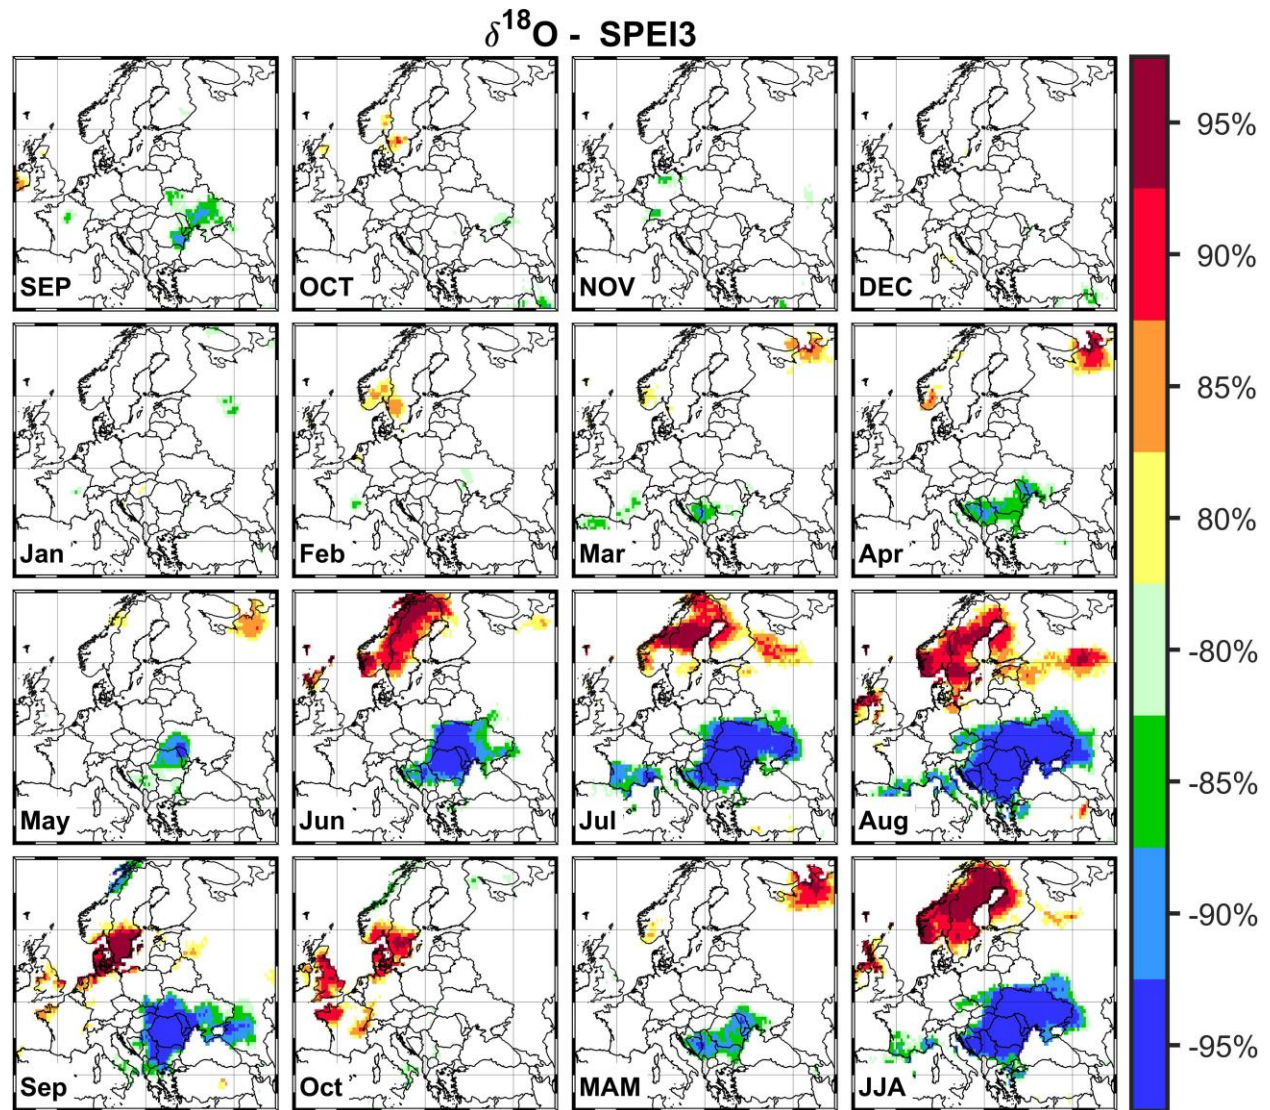 δ¹⁸O - SPEI3
SEP
OCT
NOV
DEC
Jan
Feb
Mar
Apr
May
Jun
Jul
Aug
Sep
Oct
MAM
JJA
95%
90%
85%
80%
-80%
-85%
-90%
-95%